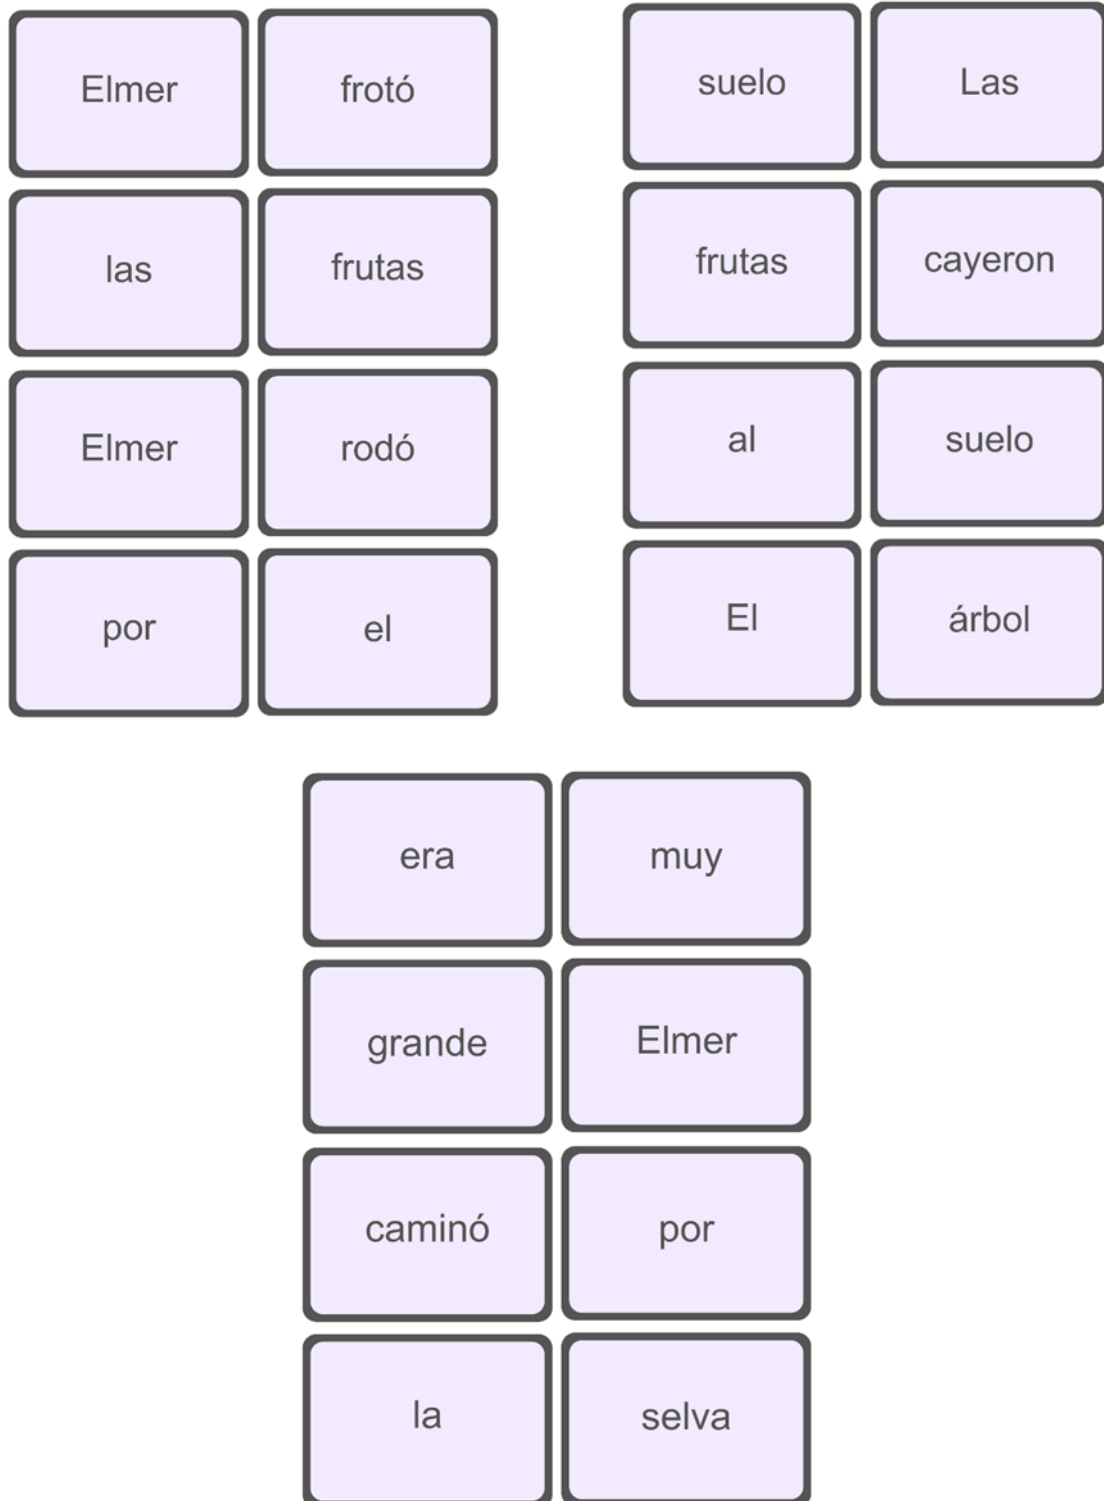 Elmer frotó
las frutas
Elmer rodó
por el
suelo Las
frutas cayeron
al suelo
El árbol
era muy
grande Elmer
caminó por
la selva